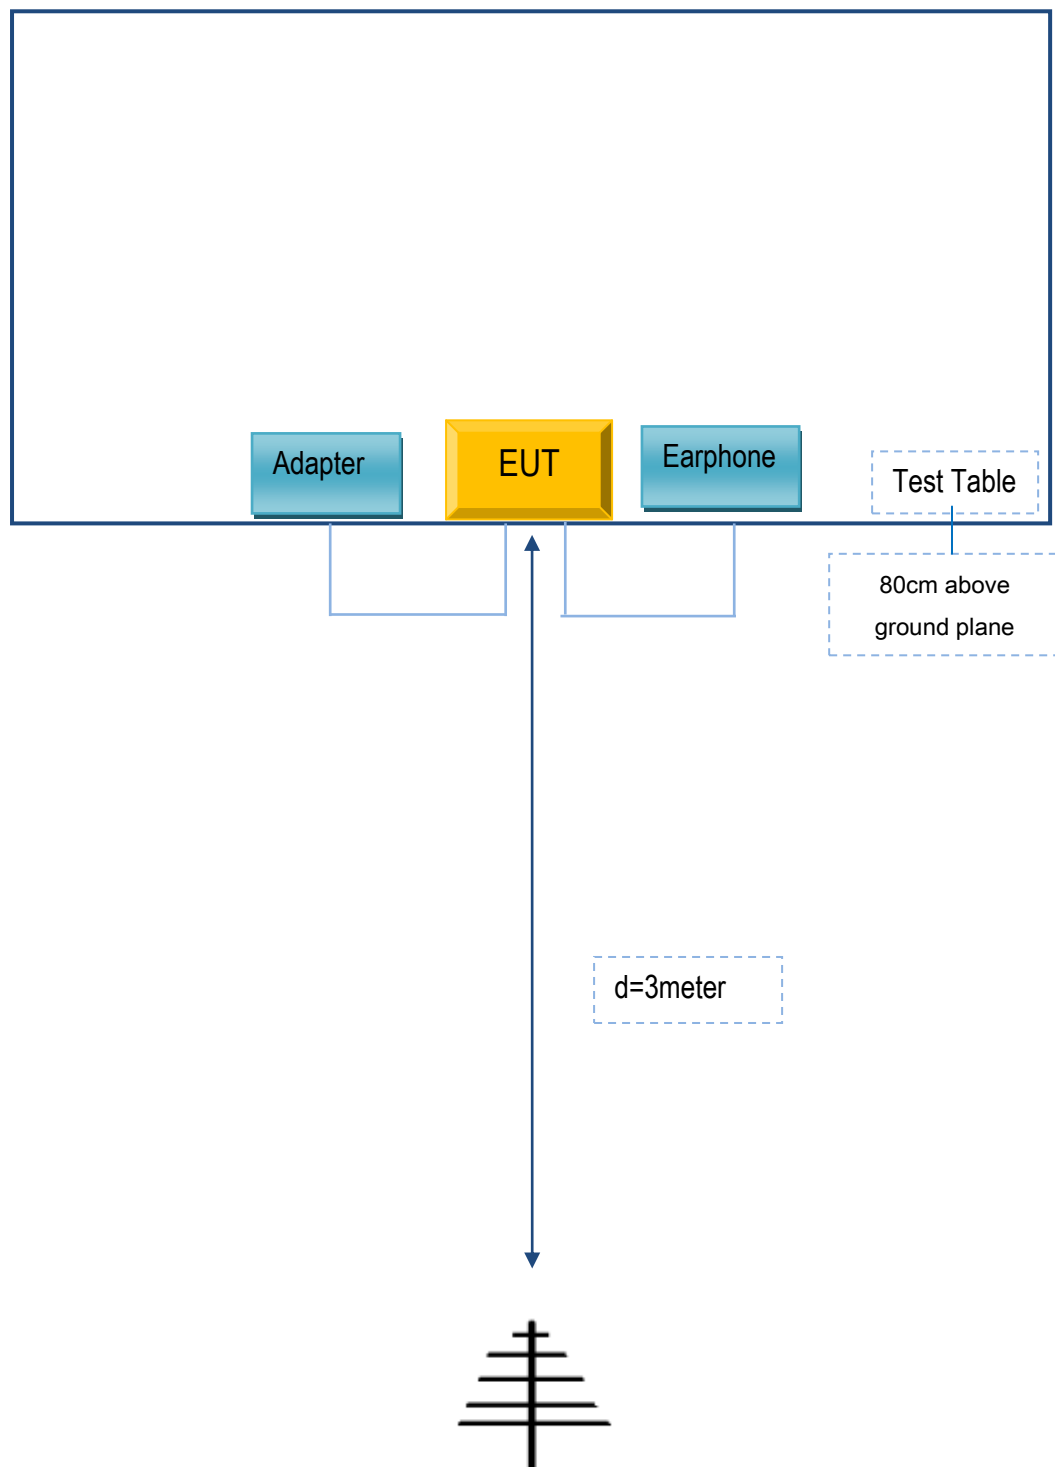 Adapter
EUT
Earphone
Test Table
80cm above
ground plane
d=3meter